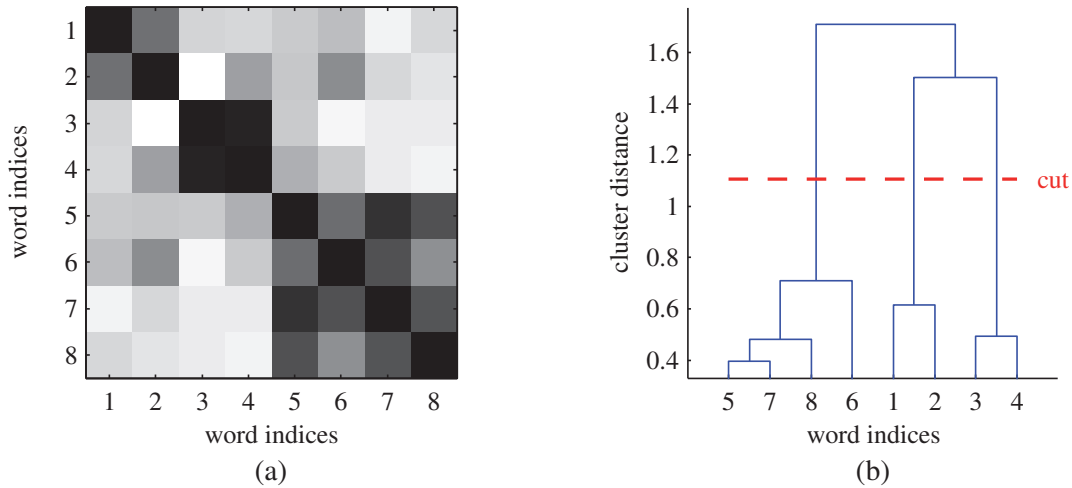 1
2
3
4
5
6
7
8
word indices
1 2 3 4 5 6 7 8
word indices
(a)
1.6
1.4
1.2
1
0.8
0.6
0.4
cluster distance
cut
5 7 8 6 1 2 3 4
word indices
(b)